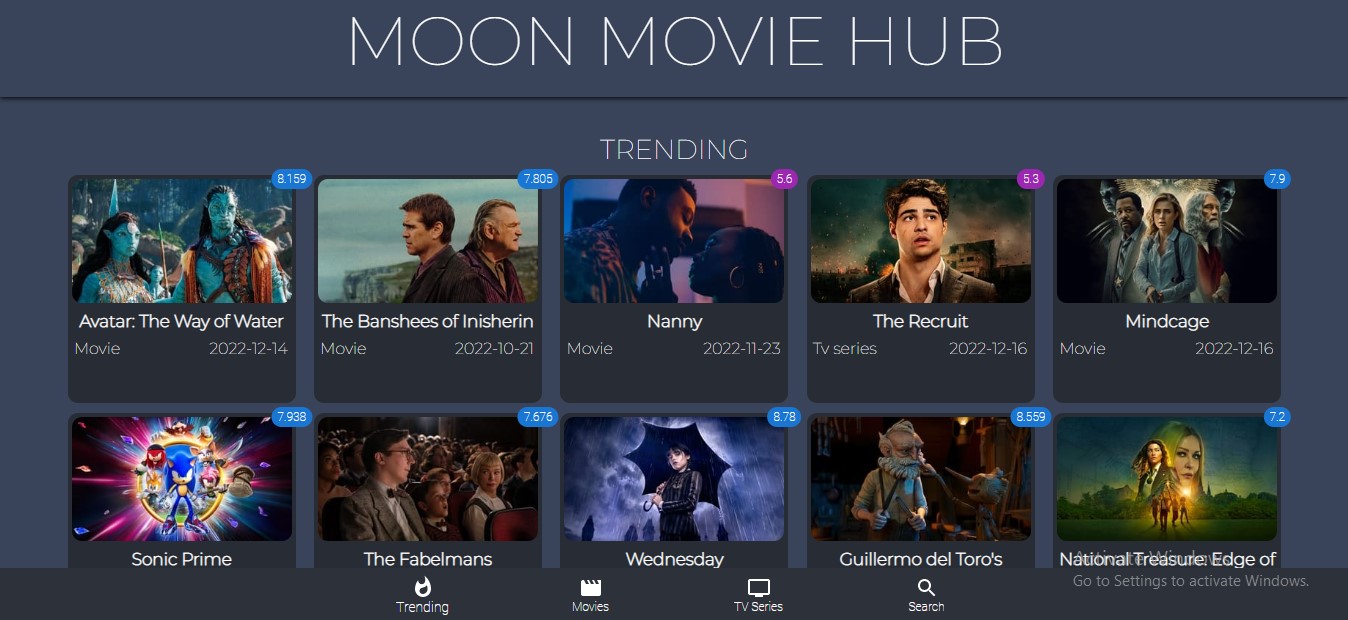 MOON MOVIE HUB
TRENDING
8.159
7.805
5.6
5.3
7.9
Avatar: The Way of Water
The Banshees of Inisherin
Nanny
The Recruit
Mindcage
Movie 2022-12-14
Movie 2022-10-21
Movie 2022-11-23
Tv series 2022-12-16
Movie 2022-12-16
7.938
7.676
8.78
8.559
7.2
Sonic Prime
The Fabelmans
Wednesday
Guillermo del Toro's
National Treasure: Edge of
Activate Windows
Go to Settings to activate Windows.
Trending
Movies
TV Series
Search